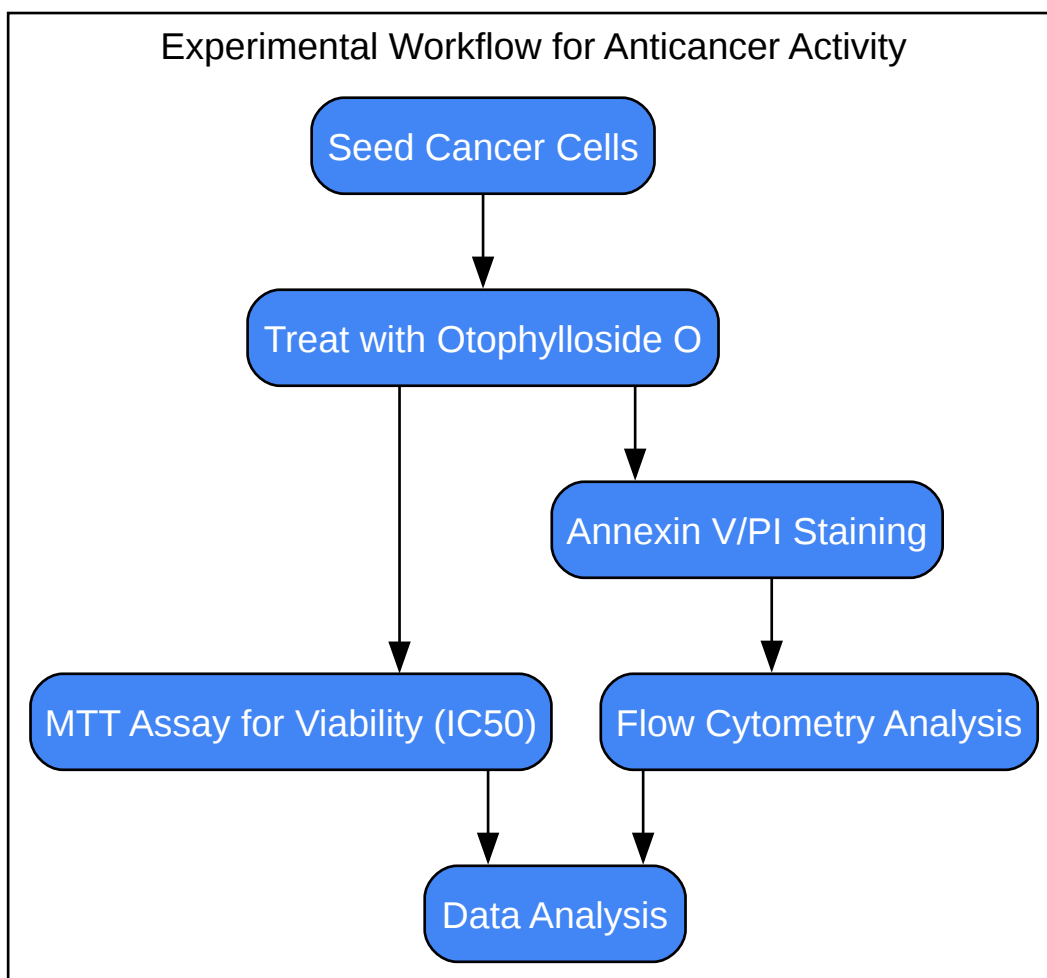 Experimental Workflow for Anticancer Activity
Seed Cancer Cells
Treat with Otophylloside O
Annexin V/PI Staining
MTT Assay for Viability (IC50)
Flow Cytometry Analysis
Data Analysis